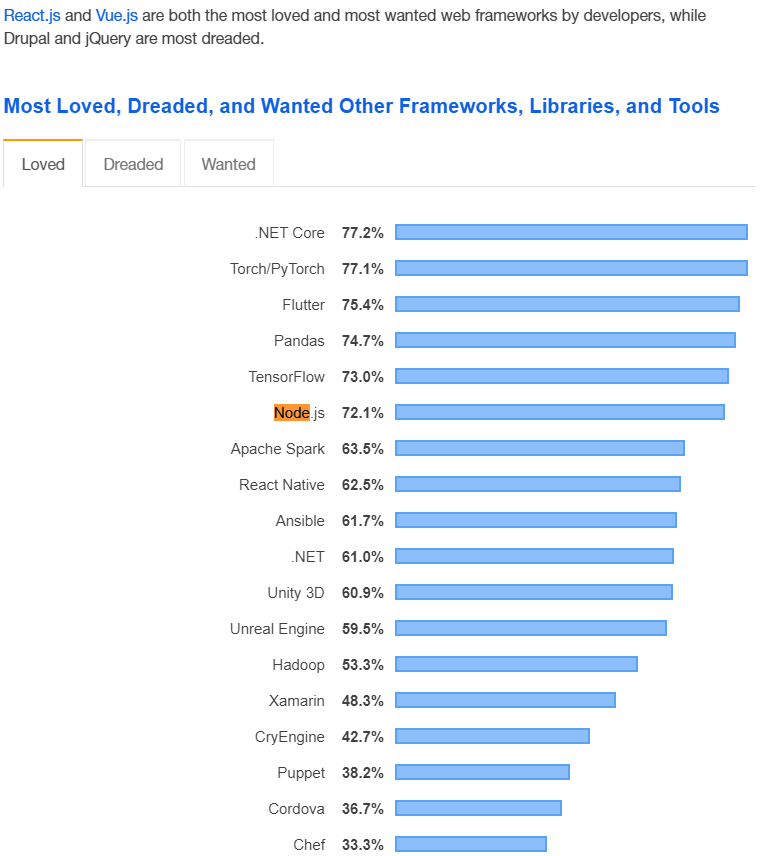 React.js and Vue.js are both the most loved and most wanted web frameworks by developers, while
Drupal and jQuery are most dreaded.
Most Loved, Dreaded, and Wanted Other Frameworks, Libraries, and Tools
Loved Dreaded Wanted
.NET Core 77.2%
Torch/PyTorch 77.1%
Flutter 75.4%
Pandas 74.7%
TensorFlow 73.0%
Node.js 72.1%
Apache Spark 63.5%
React Native 62.5%
Ansible 61.7%
.NET 61.0%
Unity 3D 60.9%
Unreal Engine 59.5%
Hadoop 53.3%
Xamarin 48.3%
CryEngine 42.7%
Puppet 38.2%
Cordova 36.7%
Chef 33.3%